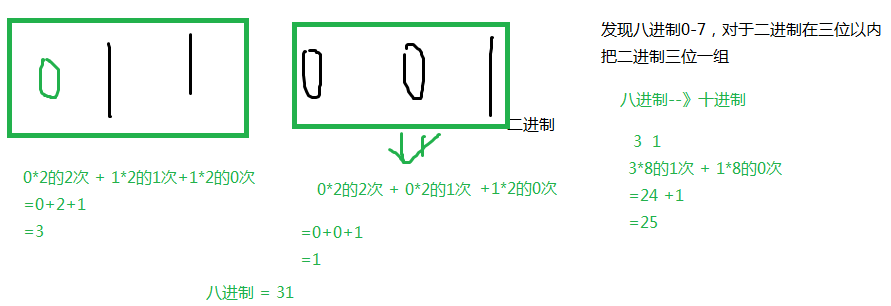 0 1 1
0 0 1
二进制
0*2的2次 + 1*2的1次+1*2的0次
=0+2+1
=3
0*2的2次 + 0*2的1次 +1*2的0次
=0+0+1
=1
八进制 = 31
发现八进制0-7，对于二进制在三位以内
把二进制三位一组
八进制--》十进制
3 1
3*8的1次 + 1*8的0次
=24 +1
=25